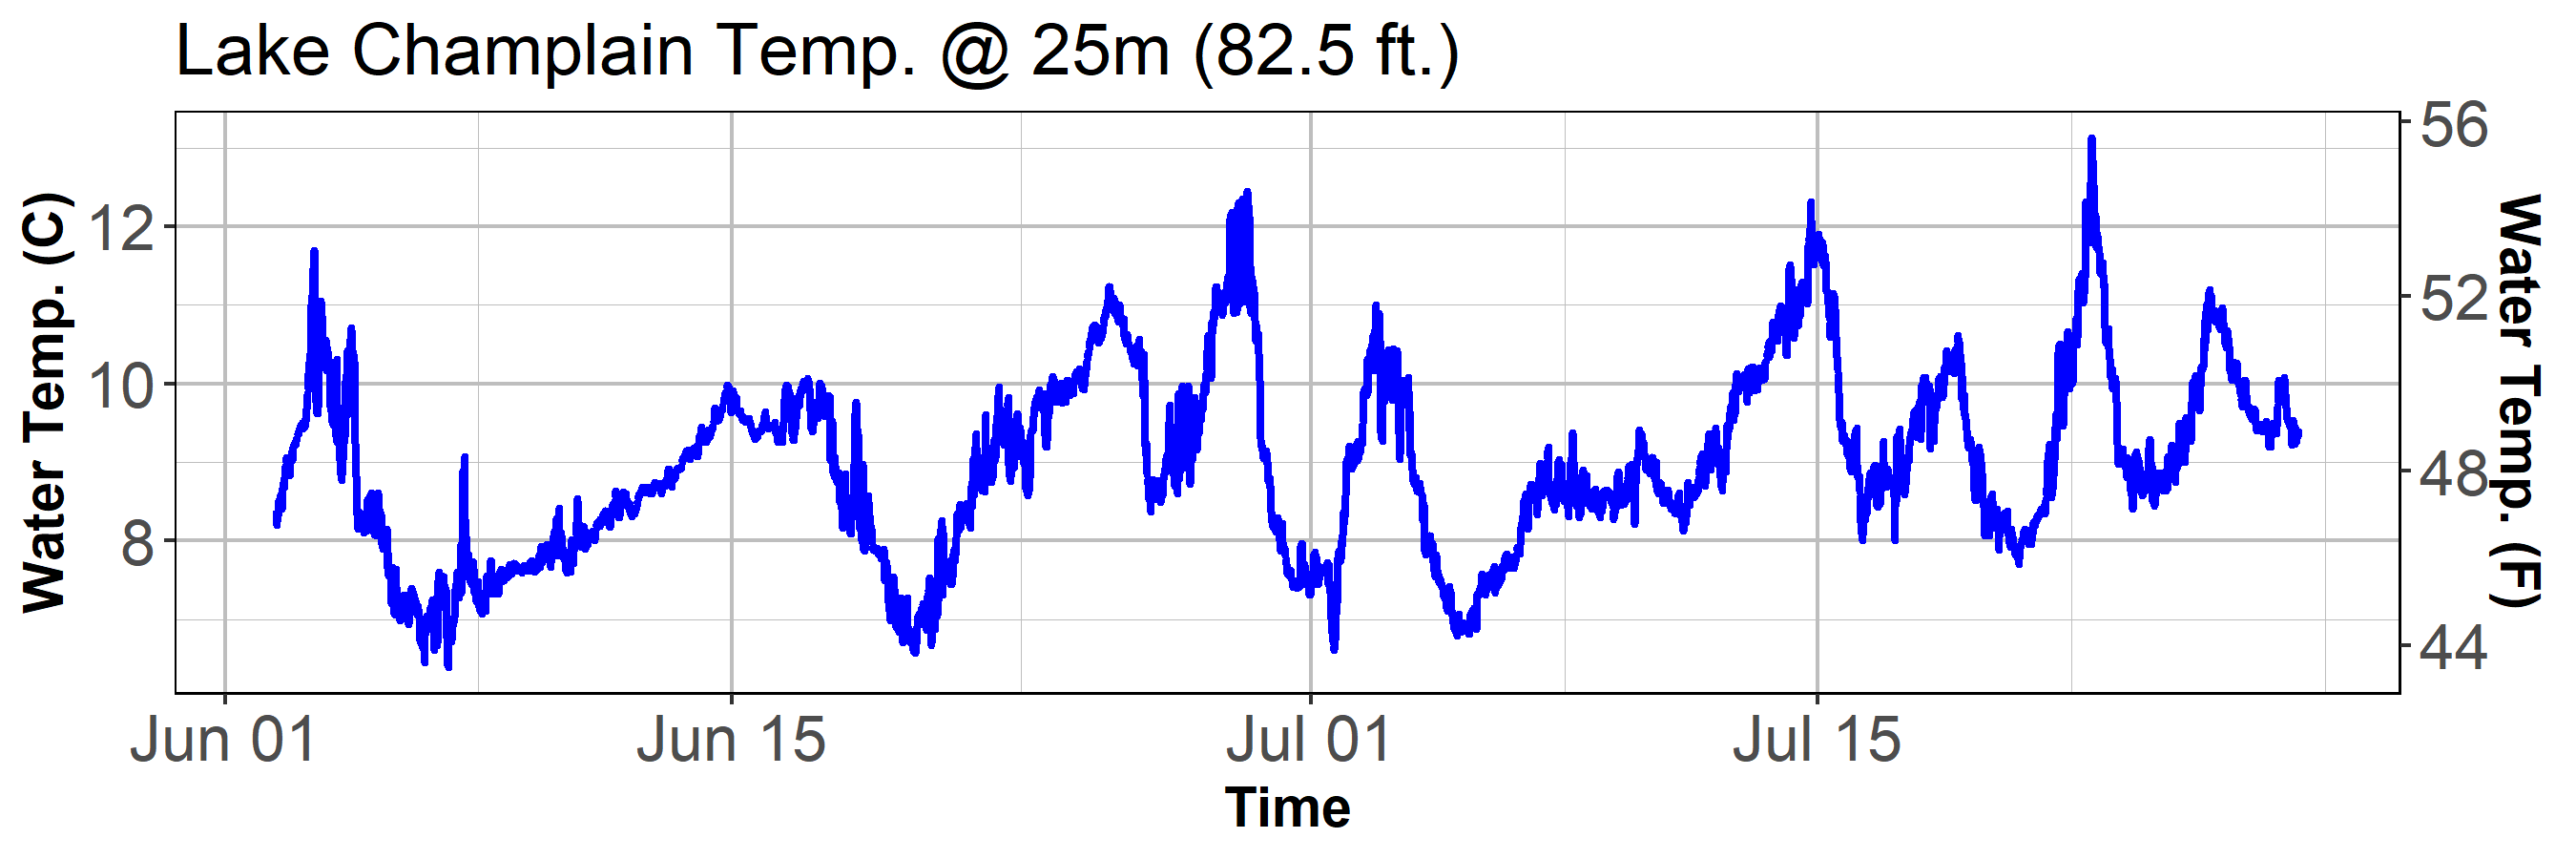 Lake Champlain Temp. @ 25m (82.5 ft.)
Water Temp. (C)
12
10
8
56
52
48
44
Water Temp. (F)
Jun 01
Jun 15
Jul 01
Jul 15
Time